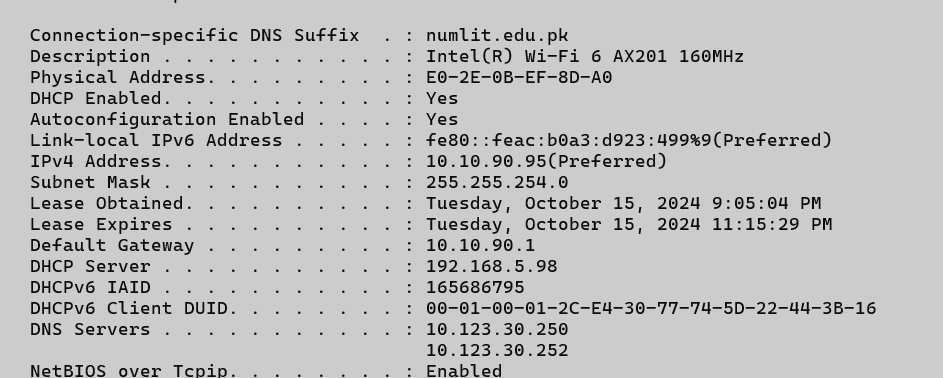 Connection-specific DNS Suffix  . : numlit.edu.pk
Description . . . . . . . . . . . : Intel(R) Wi-Fi 6 AX201 160MHz
Physical Address. . . . . . . . . : E0-2E-0B-EF-8D-A0
DHCP Enabled. . . . . . . . . . . : Yes
Autoconfiguration Enabled . . . . : Yes
Link-local IPv6 Address . . . . . : fe80::feac:b0a3:d923:499%9(Preferred)
IPv4 Address. . . . . . . . . . . : 10.10.90.95(Preferred)
Subnet Mask . . . . . . . . . . . : 255.255.254.0
Lease Obtained. . . . . . . . . . : Tuesday, October 15, 2024 9:05:04 PM
Lease Expires . . . . . . . . . . : Tuesday, October 15, 2024 11:15:29 PM
Default Gateway . . . . . . . . . : 10.10.90.1
DHCP Server . . . . . . . . . . . : 192.168.5.98
DHCPv6 IAID . . . . . . . . . . . : 165686795
DHCPv6 Client DUID. . . . . . . . : 00-01-00-01-2C-E4-30-77-74-5D-22-44-3B-16
DNS Servers . . . . . . . . . . . : 10.123.30.250
10.123.30.252
NetBIOS over Tcpip. . . . . . . . : Enabled